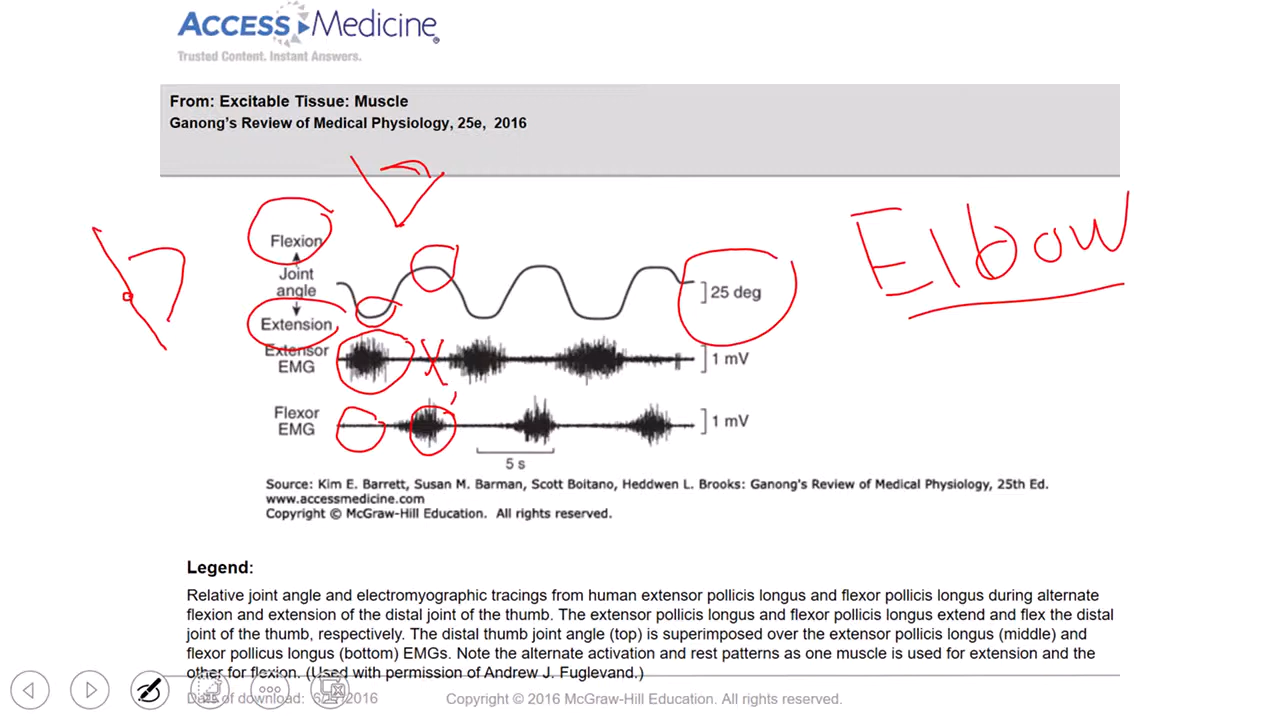 ACCESS Medicine®
Trusted Content. Instant Answers.
From: Excitable Tissue: Muscle
Ganong's Review of Medical Physiology, 25e, 2016
Elbow
Flexion
Joint
angle
Extension
25 deg
Extensor
EMG
1 mV
Flexor
EMG
1 mV
5 s
Source: Kim E. Barrett, Susan M. Barman, Scott Boitano, Heddwen L. Brooks: Ganong's Review of Medical Physiology, 25th Ed.
www.accessmedicine.com
Copyright © McGraw-Hill Education. All rights reserved.
Legend:
Relative joint angle and electromyographic tracings from human extensor pollicis longus and flexor pollicis longus during alternate
flexion and extension of the distal joint of the thumb. The extensor pollicis longus and flexor pollicis longus extend and flex the distal
joint of the thumb, respectively. The distal thumb joint angle (top) is superimposed over the extensor pollicis longus (middle) and
flexor pollicus longus (bottom) EMGs. Note the alternate activation and rest patterns as one muscle is used for extension and the
other for flexion. (Used with permission of Andrew J. Fuglevand.)
of download: 2016
Copyright © 2016 McGraw-Hill Education. All rights reserved.